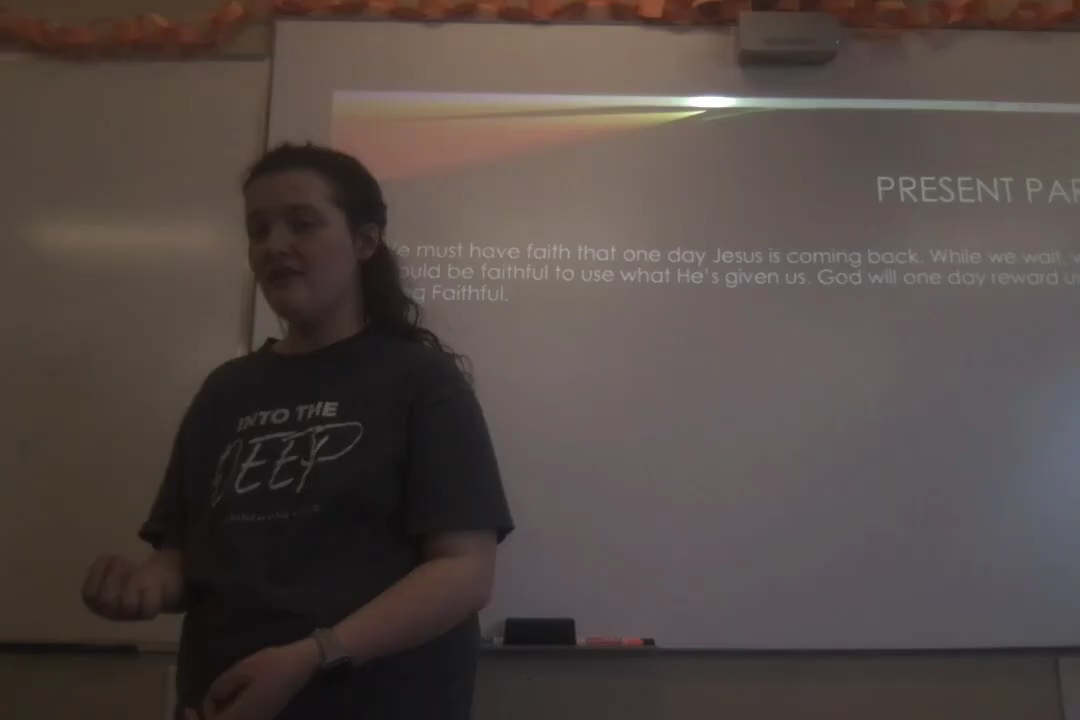 PRESENT PAR
e must have faith that one day Jesus is coming back. While we wait, w
ould be faithful to use what He's given us. God will one day reward us
g Faithful.
INTO THE
DEEP